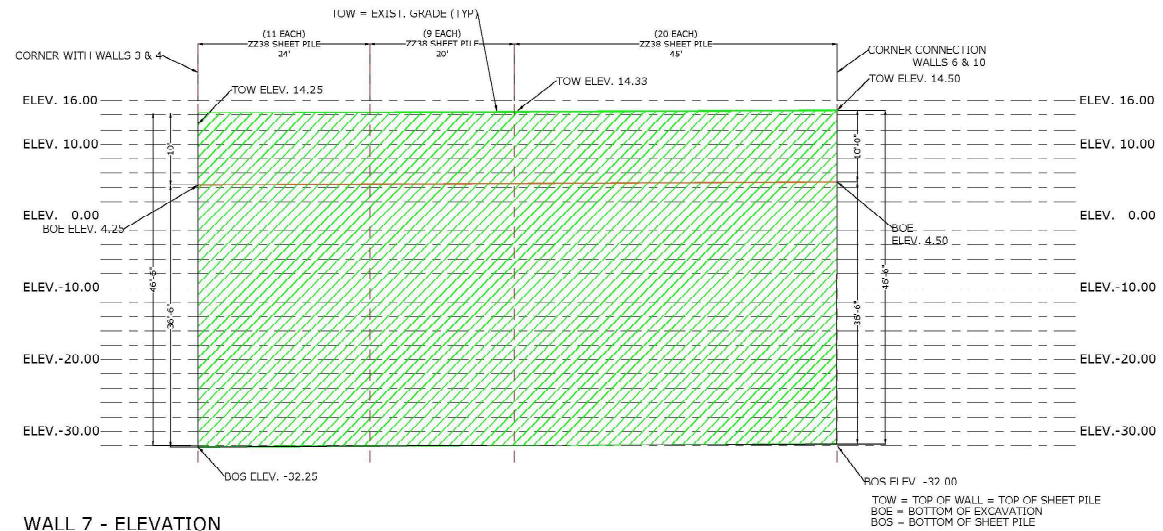 TOW = EXIST. GRADE (TYP)
(11 EACH)
ZZ38 SHEET PILE
24'
(9 EACH)
ZZ38 SHEET PILE
20'
(20 EACH)
ZZ38 SHEET PILE
45'
CORNER WITH WALLS 3 & 4
CORNER CONNECTION
WALLS 6 & 10
TOW ELEV. 14.25
TOW ELEV. 14.33
TOW ELEV. 14.50
ELEV. 16.00
ELEV. 16.00
ELEV. 10.00
10'
10'-0"
ELEV. 10.00
ELEV. 0.00
ELEV. 0.00
BOE ELEV. 4.25
BOE
ELEV. 4.50
ELEV.-10.00
46'-6"
46'-6"
ELEV.-10.00
36'-6"
36'-6"
ELEV.-20.00
ELEV.-20.00
ELEV.-30.00
ELEV.-30.00
BOS ELEV. -32.25
BOS ELEV. -32.00
TOW = TOP OF WALL = TOP OF SHEET PILE
BOE = BOTTOM OF EXCAVATION
BOS = BOTTOM OF SHEET PILE
WALL 7 - ELEVATION